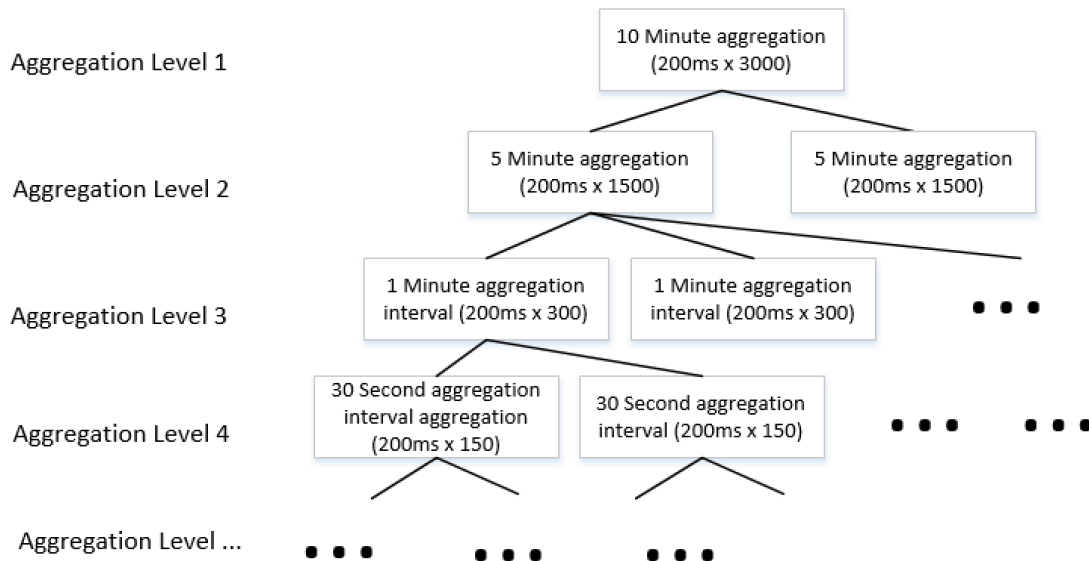 Aggregation Level 1
10 Minute aggregation
(200ms x 3000)
Aggregation Level 2
5 Minute aggregation
(200ms x 1500)
5 Minute aggregation
(200ms x 1500)
Aggregation Level 3
1 Minute aggregation
interval (200ms x 300)
1 Minute aggregation
interval (200ms x 300)
Aggregation Level 4
30 Second aggregation
interval aggregation
(200ms x 150)
30 Second aggregation
interval (200ms x 150)
Aggregation Level ...